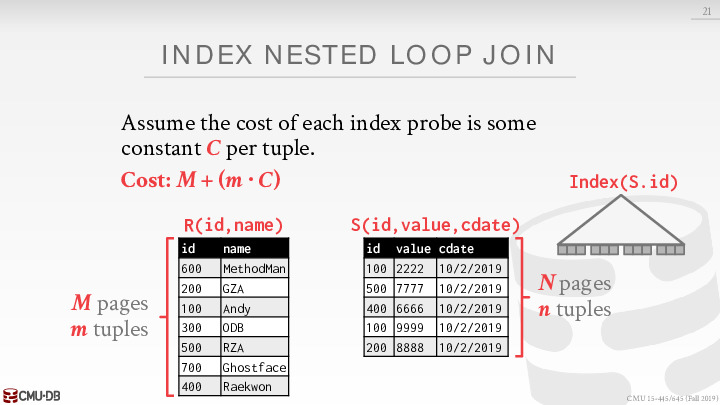 21
INDEX NESTED LOOP JOIN
Assume the cost of each index probe is some
constant C per tuple.
Cost: M + (m · C)
Index(S.id)
R(id,name)
id name
600 MethodMan
200 GZA
100 Andy
300 ODB
500 RZA
700 Ghostface
400 Raekwon
M pages
m tuples
S(id,value,cdate)
id value cdate
100 2222 10/2/2019
500 7777 10/2/2019
400 6666 10/2/2019
100 9999 10/2/2019
200 8888 10/2/2019
N pages
n tuples
CMU·DB
CMU 15-445/645 (Fall 2019)